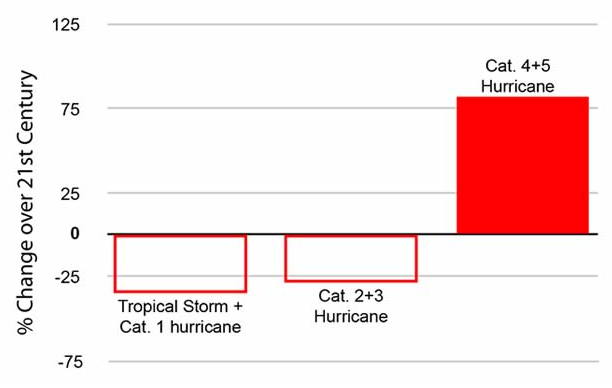 % Change over 21st Century
125
75
25
0
-25
-75
Tropical Storm +
Cat. 1 hurricane
Cat. 2+3
Hurricane
Cat. 4+5
Hurricane